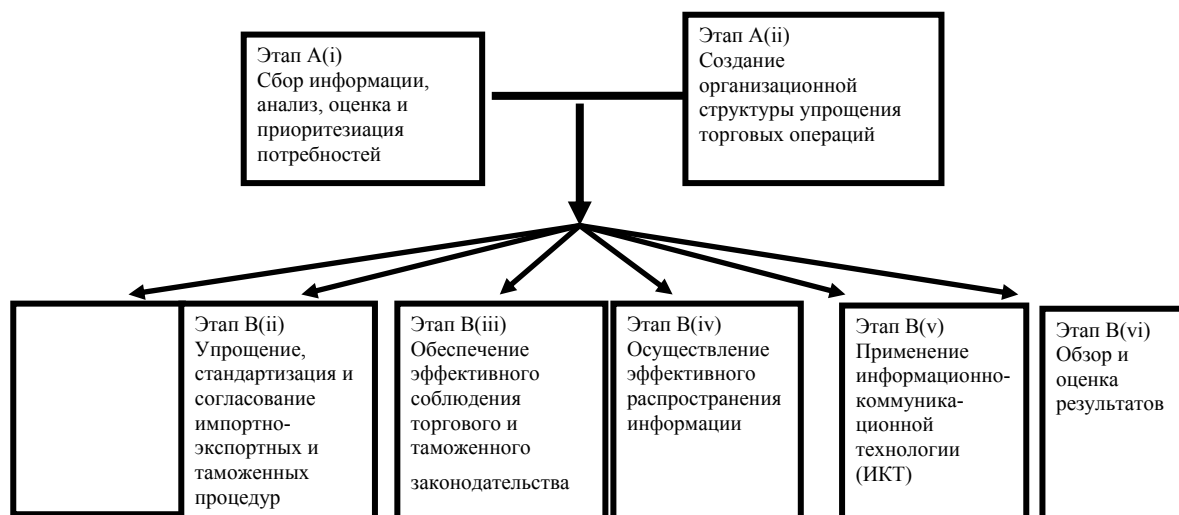 Этап A(i)
Сбор информации,
анализ, оценка и
приоритезиация
потребностей
Этап A(ii)
Создание
организационной
структуры упрощения
торговых операций
Этап B(ii)
Упрощение,
стандартизация и
согласование
импортно-
экспортных и
таможенных
процедур
Этап B(iii)
Обеспечение
эффективного
соблюдения
торгового и
таможенного
законодательства
Этап B(iv)
Осуществление
эффективного
распространения
информации
Этап B(v)
Применение
информационно-
коммуника-
ционной
технологии
(ИКТ)
Этап B(vi)
Обзор и
оценка
результатов